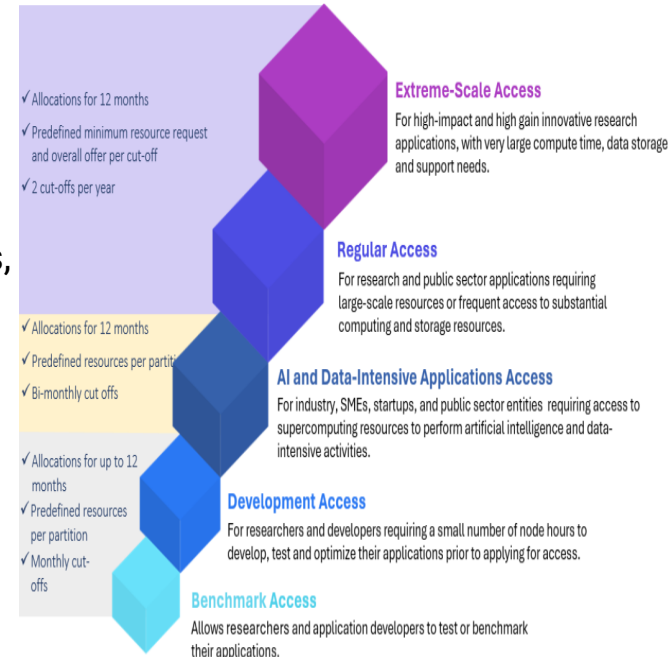 ✓ Allocations for 12 months
✓ Predefined minimum resource request
and overall offer per cut-off
✓ 2 cut-offs per year
Extreme-Scale Access
For high-impact and high gain innovative research
applications, with very large compute time, data storage
and support needs.
s,
Regular Access
For research and public sector applications requiring
large-scale resources or frequent access to substantial
computing and storage resources.
✓ Allocations for 12 months
✓ Predefined resources per partiti
✓ Bi-monthly cut offs
AI and Data-Intensive Applications Access
For industry, SMEs, startups, and public sector entities requiring access to
supercomputing resources to perform artificial intelligence and data-
intensive activities.
✓ Allocations for up to 12
months
✓ Predefined resources
per partition
✓ Monthly cut-
offs
Development Access
For researchers and developers requiring a small number of node hours to
develop, test and optimize their applications prior to applying for access.
Benchmark Access
Allows researchers and application developers to test or benchmark
their applications.